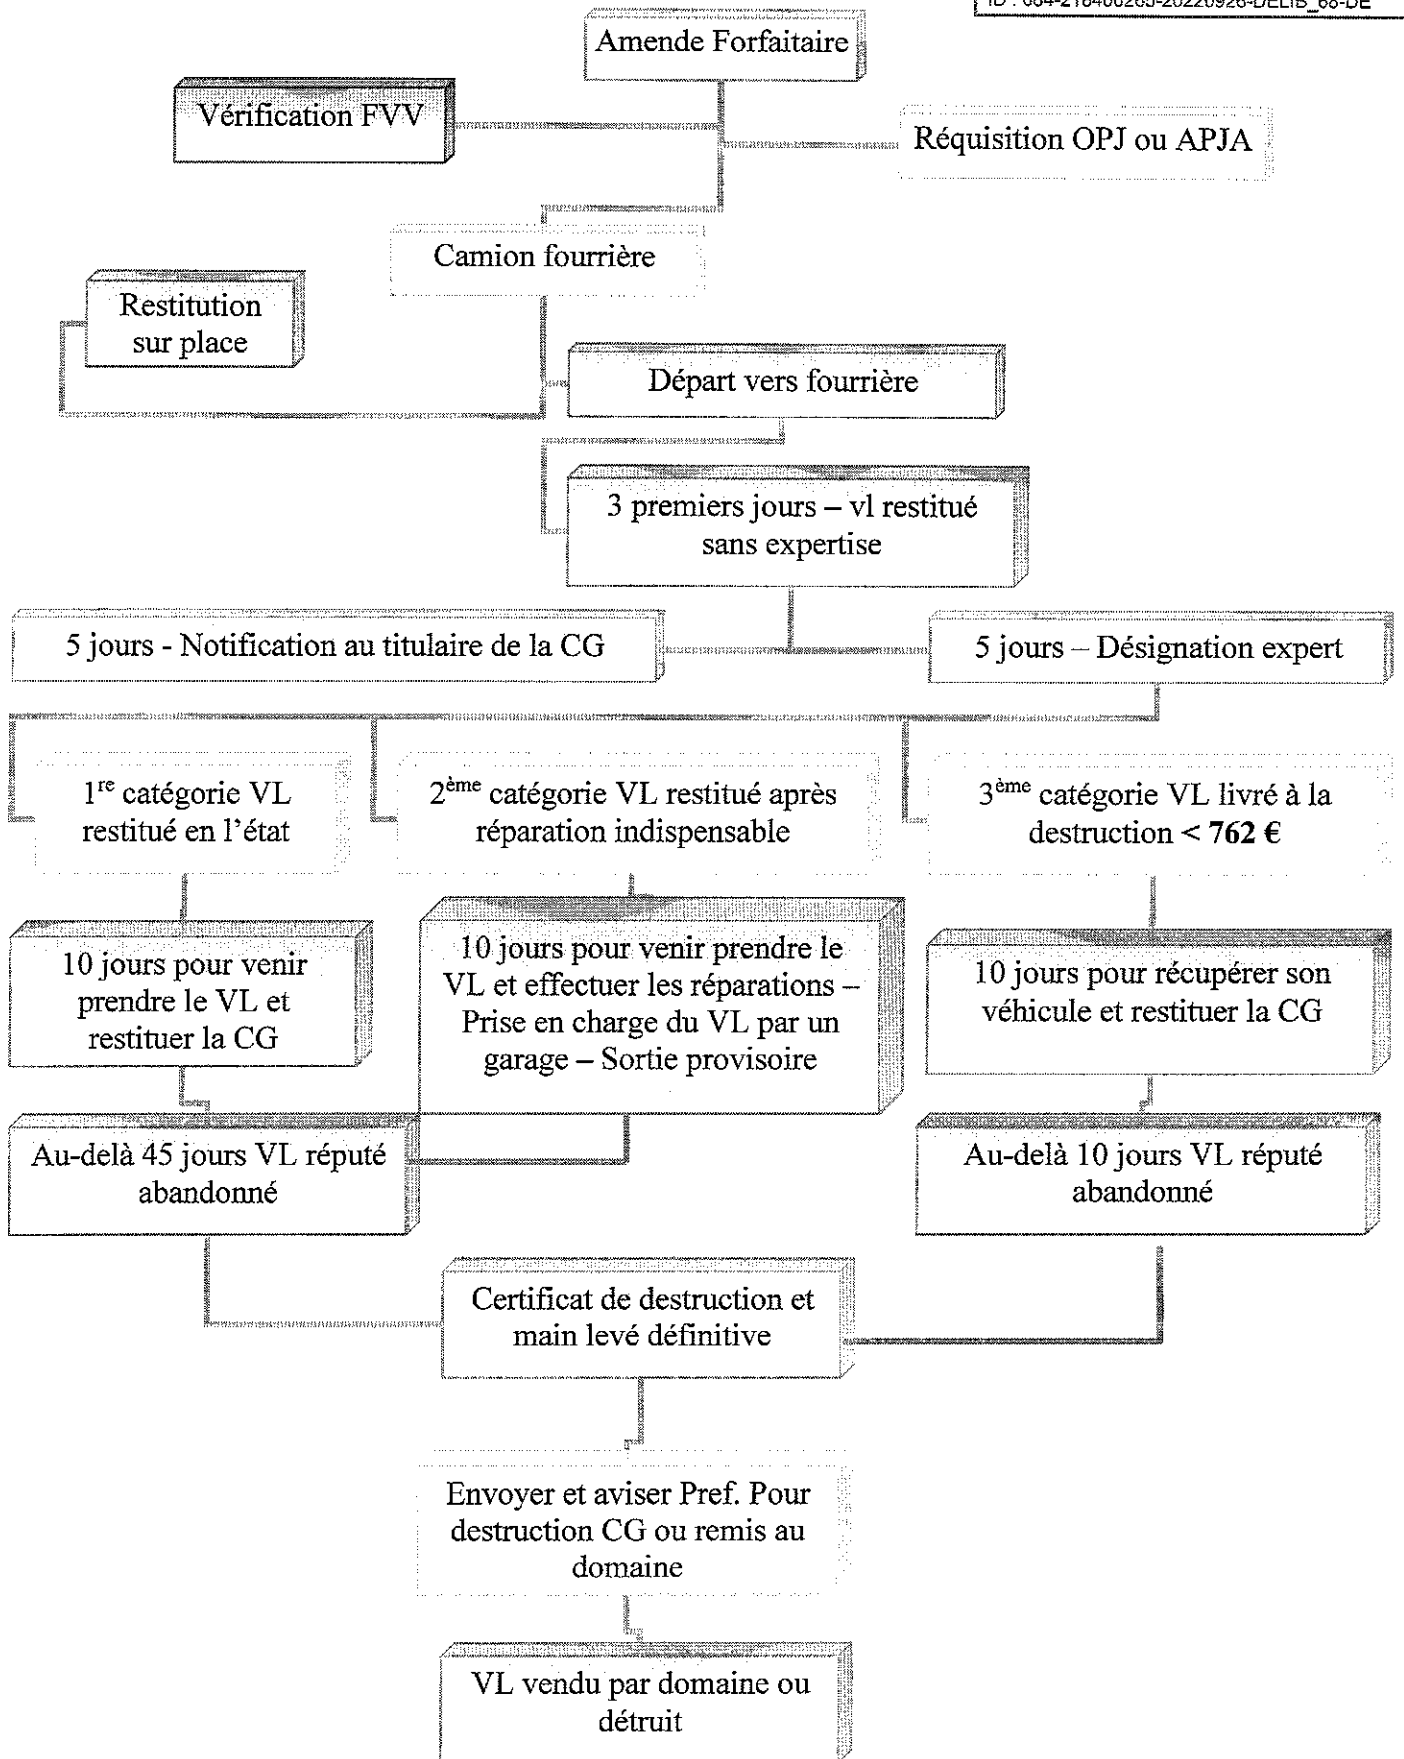 ID : 084-218400265-20220926-DELIB_68-DE
Amende Forfaitaire
Vérification FVV
Réquisition OPJ ou APJA
Camion fourrière
Restitution
sur place
Départ vers fourrière
3 premiers jours – vl restitué
sans expertise
5 jours - Notification au titulaire de la CG
5 jours – Désignation expert
1re catégorie VL
restitué en l'état
2ème catégorie VL restitué après
réparation indispensable
3ème catégorie VL livré à la
destruction < 762 €
10 jours pour venir
prendre le VL et
restituer la CG
10 jours pour venir prendre le
VL et effectuer les réparations –
Prise en charge du VL par un
garage – Sortie provisoire
10 jours pour récupérer son
véhicule et restituer la CG
Au-delà 45 jours VL réputé
abandonné
Au-delà 10 jours VL réputé
abandonné
Certificat de destruction et
main levé définitive
Envoyer et aviser Pref. Pour
destruction CG ou remis au
domaine
VL vendu par domaine ou
détruit